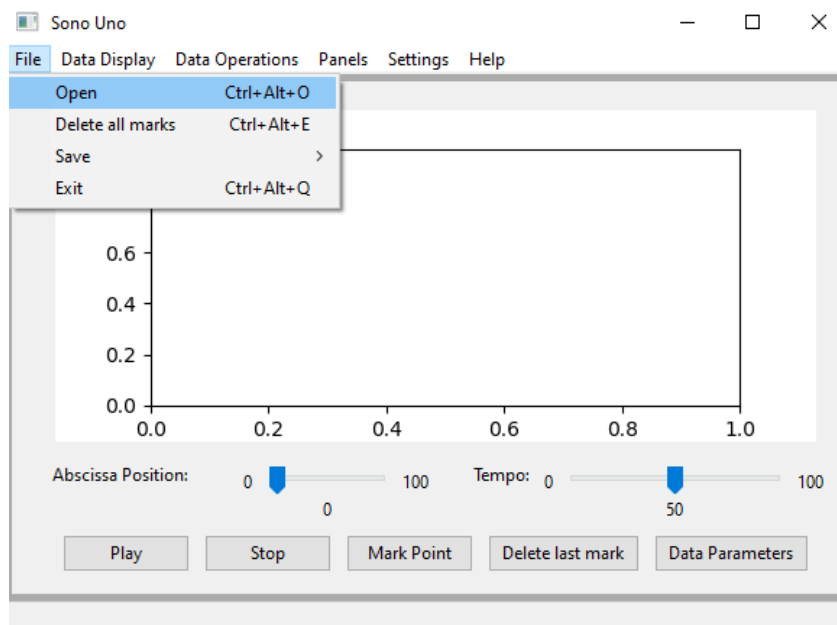 Sono Uno
File Data Display Data Operations Panels Settings Help
Open Ctrl+Alt+O
Delete all marks Ctrl+Alt+E
Save >
Exit Ctrl+Alt+Q
0.6
0.4
0.2
0.0
0.0 0.2 0.4 0.6 0.8 1.0
Abscissa Position: 0 100 Tempo: 0 100
0 50
Play Stop Mark Point Delete last mark Data Parameters